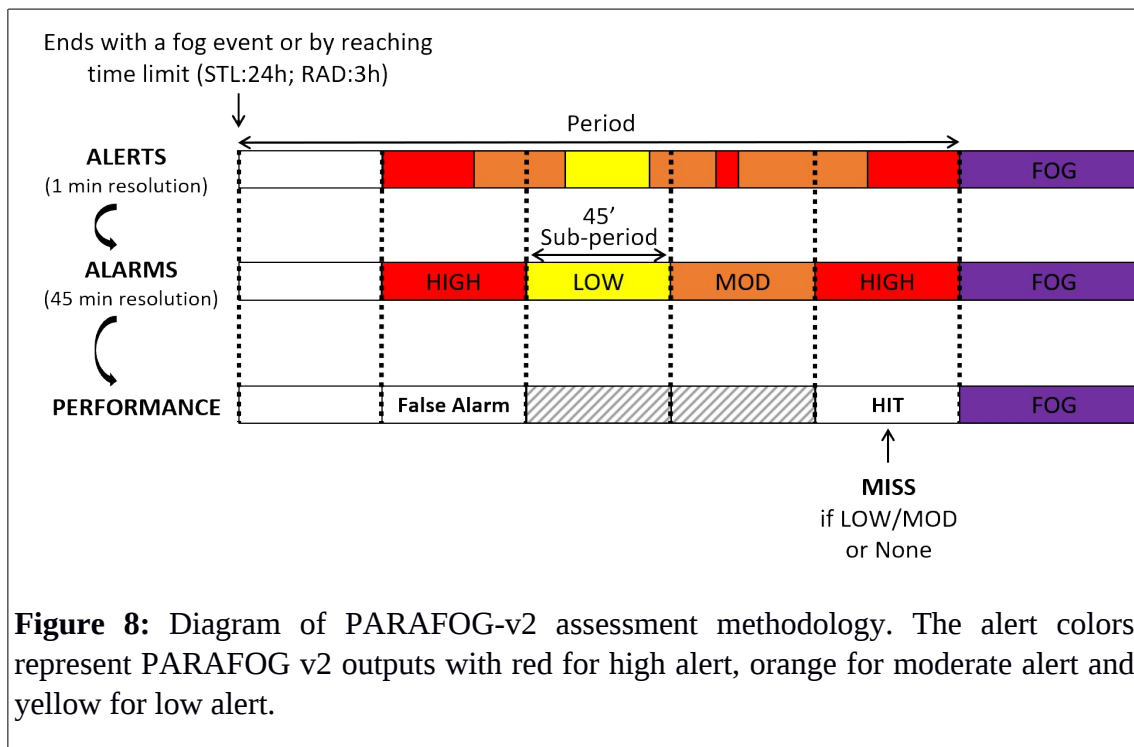 Ends with a fog event or by reaching
time limit (STL:24h; RAD:3h)
Period
ALERTS
(1 min resolution)
FOG
45’
Sub-period
ALARMS
(45 min resolution)
HIGH
LOW
MOD
HIGH
FOG
PERFORMANCE
False Alarm
HIT
FOG
MISS
if LOW/MOD
or None
Figure 8: Diagram of PARAFOG-v2 assessment methodology. The alert colors
represent PARAFOG v2 outputs with red for high alert, orange for moderate alert and
yellow for low alert.